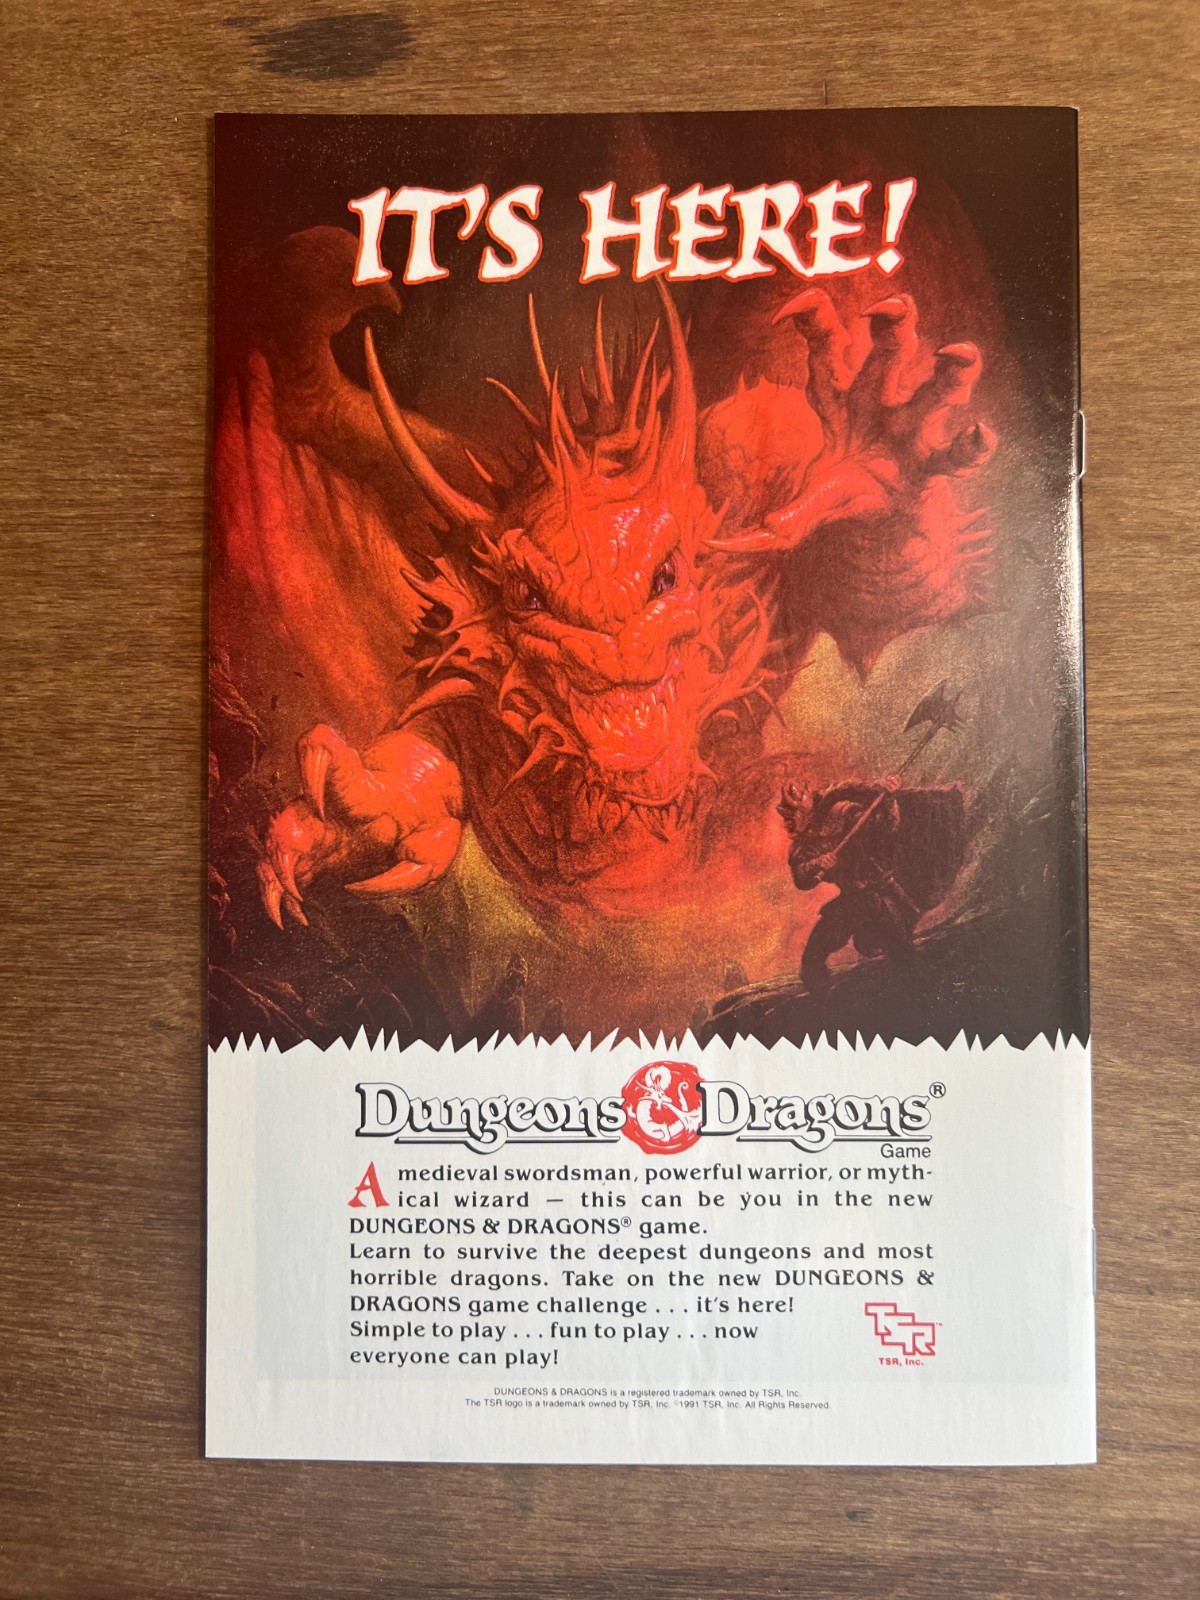 IT'S HERE!
Dungeons & Dragons®
Game
A medieval swordsman, powerful warrior, or myth-
ical wizard — this can be you in the new
DUNGEONS & DRAGONS® game.
Learn to survive the deepest dungeons and most
horrible dragons. Take on the new DUNGEONS &
DRAGONS game challenge . . . it's here!
Simple to play . . . fun to play . . . now
everyone can play!
TSR™
TSR, Inc.
DUNGEONS & DRAGONS is a registered trademark owned by TSR, Inc.
The TSR logo is a trademark owned by TSR, Inc. ©1991 TSR, Inc. All Rights Reserved.